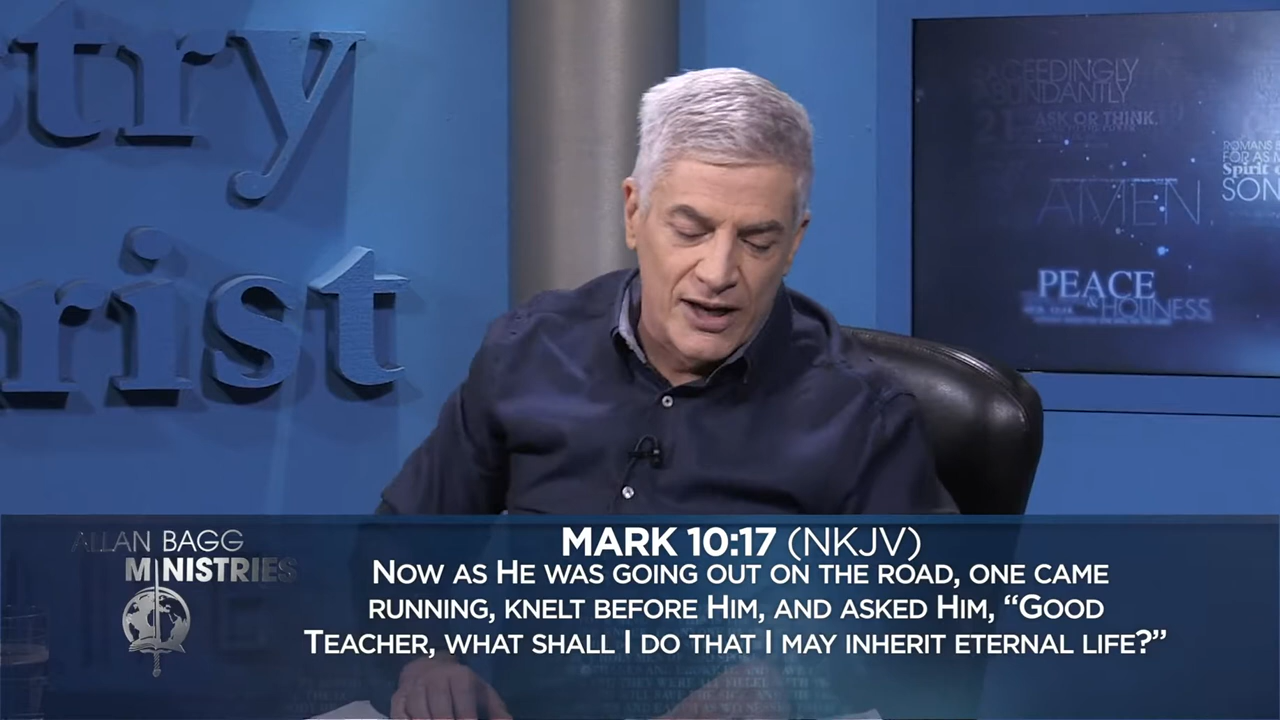 try
rist
EXCEEDINGLY
ABUNDANTLY
ASK OR THINK.
21
AMEN
PEACE
& HOLINESS
ROMANS 8
FOR AS M
Spirit
SON
ALLAN BAGG
MINISTRIES
MARK 10:17 (NKJV)
NOW AS HE WAS GOING OUT ON THE ROAD, ONE CAME
RUNNING, KNELT BEFORE HIM, AND ASKED HIM, “GOOD
TEACHER, WHAT SHALL I DO THAT I MAY INHERIT ETERNAL LIFE?”